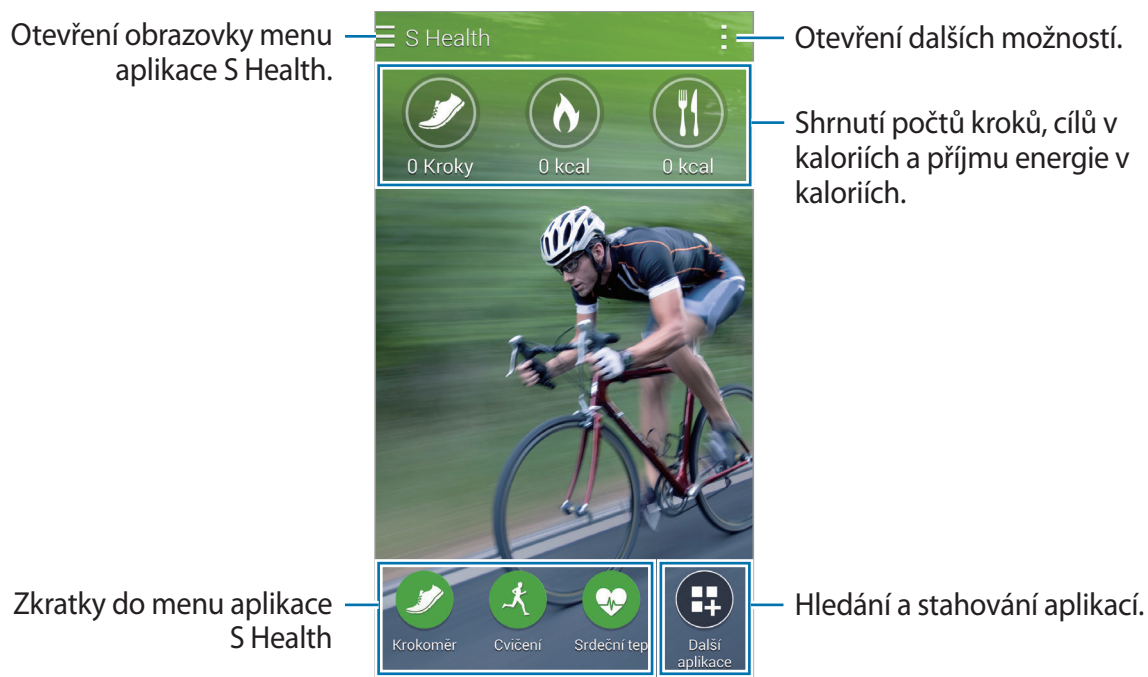 Otevření obrazovky menu
aplikace S Health.
S Health
Otevření dalších možností.
0 Kroky
0 kcal
0 kcal
Shrnutí počtů kroků, cílů v
kaloriích a příjmu energie v
kaloriích.
Zkratky do menu aplikace
S Health
Krokoměr
Cvičení
Srdeční tep
Další
aplikace
Hledání a stahování aplikací.